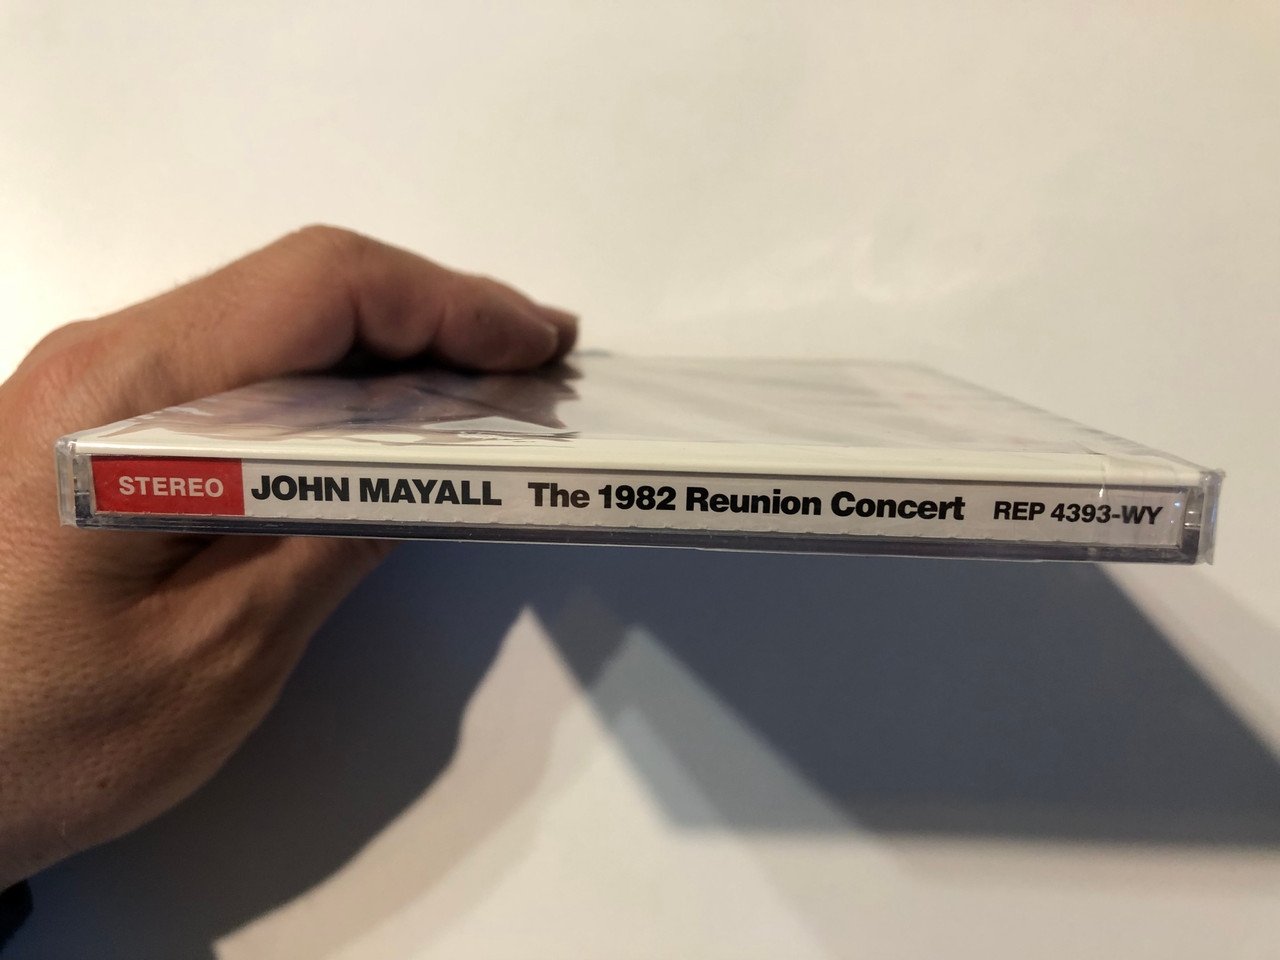 STEREO JOHN MAYALL The 1982 Reunion Concert REP 4393-WY